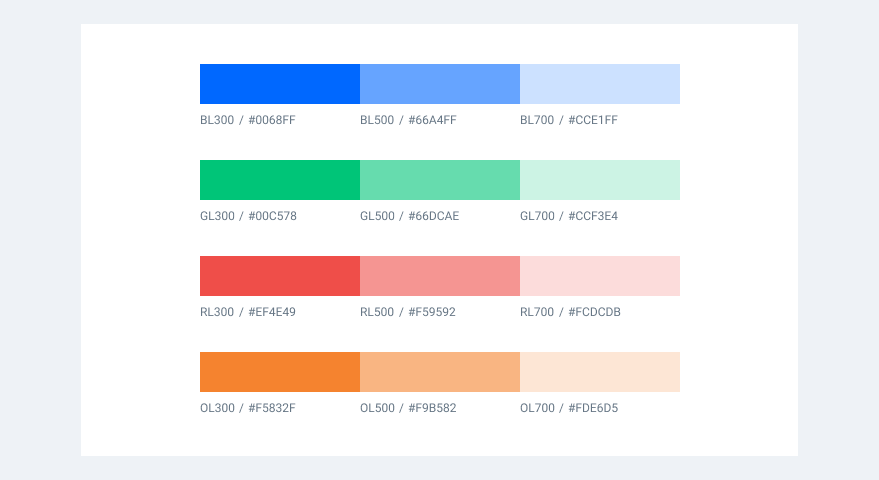 BL300 / #0068FF BL500 / #66A4FF BL700 / #CCE1FF
GL300 / #00C578 GL500 / #66DCAE GL700 / #CCF3E4
RL300 / #EF4E49 RL500 / #F59592 RL700 / #FCDCDB
OL300 / #F5832F OL500 / #F9B582 OL700 / #FDE6D5